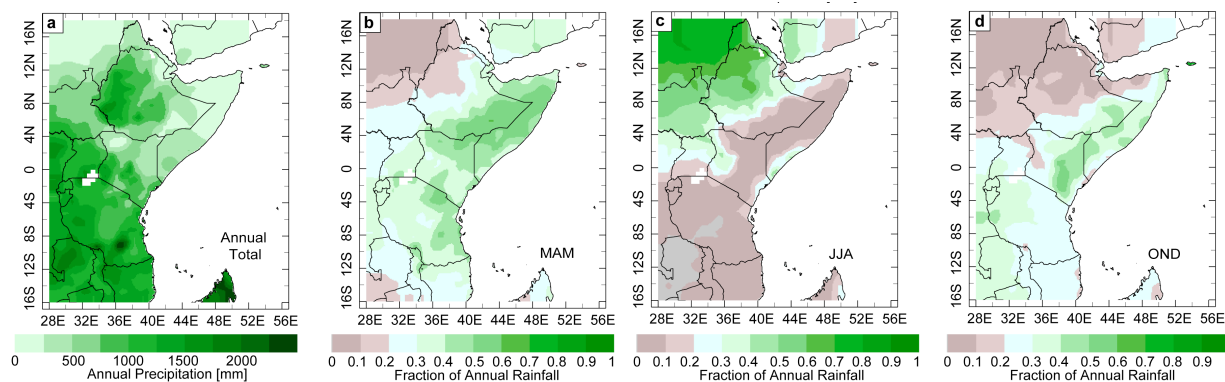 a
16N
12N
8N
4N
0
4S
8S
12S
16S
Annual
Total
28E 32E 36E 40E 44E 48E 52E 56E
0 500 1000 1500 2000
Annual Precipitation [mm]
b
16N
12N
8N
4N
0
4S
8S
12S
16S
MAM
28E 32E 36E 40E 44E 48E 52E 56E
0 0.1 0.2 0.3 0.4 0.5 0.6 0.7 0.8 0.9 1
Fraction of Annual Rainfall
c
16N
12N
8N
4N
0
4S
8S
12S
16S
JJA
28E 32E 36E 40E 44E 48E 52E 56E
0 0.1 0.2 0.3 0.4 0.5 0.6 0.7 0.8 0.9 1
Fraction of Annual Rainfall
d
16N
12N
8N
4N
0
4S
8S
12S
16S
OND
28E 32E 36E 40E 44E 48E 52E 56E
0 0.1 0.2 0.3 0.4 0.5 0.6 0.7 0.8 0.9 1
Fraction of Annual Rainfall